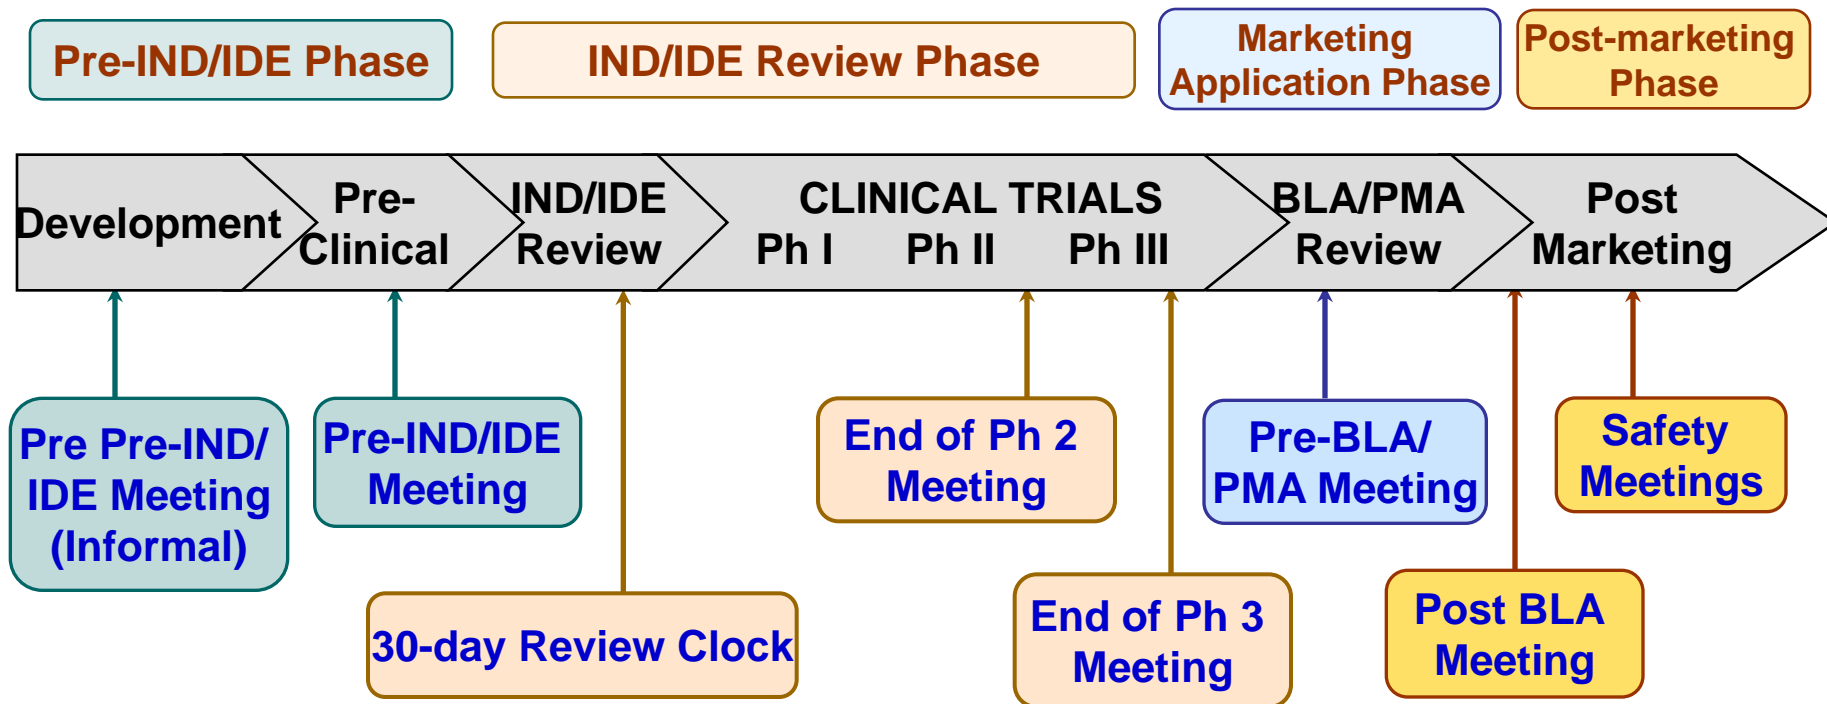 Pre-IND/IDE Phase
IND/IDE Review Phase
Marketing
Application Phase
Post-marketing
Phase
Development
Pre-
Clinical
IND/IDE
Review
CLINICAL TRIALS
Ph I Ph II Ph III
BLA/PMA
Review
Post
Marketing
Pre Pre-IND/
IDE Meeting
(Informal)
Pre-IND/IDE
Meeting
30-day Review Clock
End of Ph 2
Meeting
End of Ph 3
Meeting
Pre-BLA/
PMA Meeting
Post BLA
Meeting
Safety
Meetings